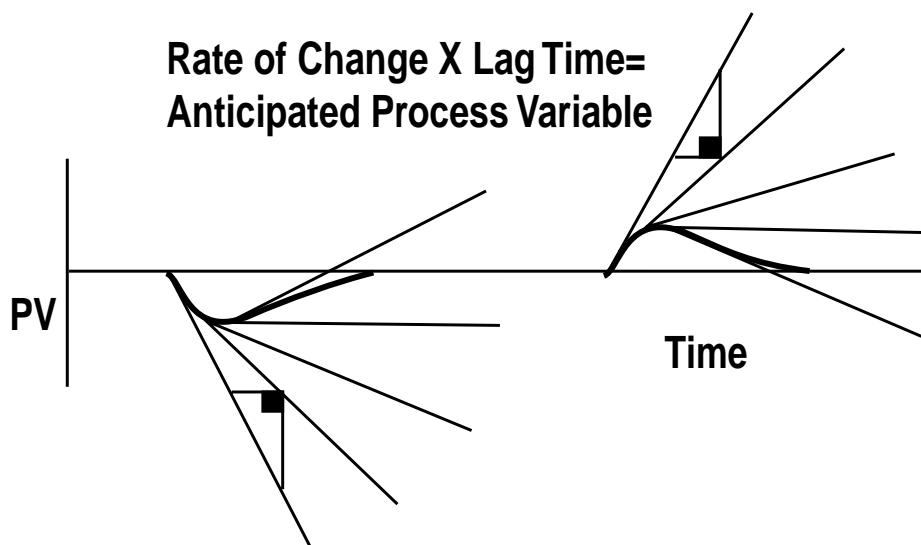 Rate of Change X Lag Time=
Anticipated Process Variable
PV
Time